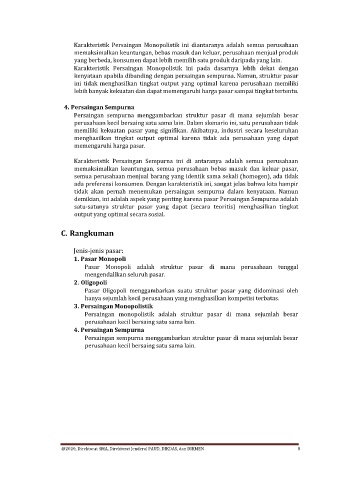 Karakteristik Persaingan Monopolistik ini diantaranya adalah semua perusahaan
memaksimalkan keuntungan, bebas masuk dan keluar, perusahaan menjual produk
yang berbeda, konsumen dapat lebih memilih satu produk daripada yang lain.
Karakteristik Persaingan Monopolistik ini pada dasarnya lebih dekat dengan
kenyataan apabila dibanding dengan persaingan sempurna. Namun, struktur pasar
ini tidak menghasilkan tingkat output yang optimal karena perusahaan memiliki
lebih banyak kekuatan dan dapat memengaruhi harga pasar sampai tingkat tertentu.
4. Persaingan Sempurna
Persaingan sempurna menggambarkan struktur pasar di mana sejumlah besar
perusahaan kecil bersaing satu sama lain. Dalam skenario ini, satu perusahaan tidak
memiliki kekuatan pasar yang signifikan. Akibatnya, industri secara keseluruhan
menghasilkan tingkat output optimal karena tidak ada perusahaan yang dapat
memengaruhi harga pasar.
Karakteristik Persaingan Sempurna ini di antaranya adalah semua perusahaan
memaksimalkan keuntungan, semua perusahaan bebas masuk dan keluar pasar,
semua perusahaan menjual barang yang identik sama sekali (homogen), ada tidak
ada preferensi konsumen. Dengan karakteristik ini, sangat jelas bahwa kita hampir
tidak akan pernah menemukan persaingan sempurna dalam kenyataan. Namun
demikian, ini adalah aspek yang penting karena pasar Persaingan Sempurna adalah
satu-satunya struktur pasar yang dapat (secara teoritis) menghasilkan tingkat
output yang optimal secara sosial.
C. Rangkuman
Jenis-jenis pasar:
1. Pasar Monopoli
Pasar Monopoli adalah struktur pasar di mana perusahaan tunggal
mengendalikan seluruh pasar.
2. Oligopoli
Pasar Oligopoli menggambarkan suatu struktur pasar yang didominasi oleh
hanya sejumlah kecil perusahaan yang menghasilkan kompetisi terbatas.
3. Persaingan Monopolistik
Persaingan monopolistik adalah struktur pasar di mana sejumlah besar
perusahaan kecil bersaing satu sama lain.
4. Persaingan Sempurna
Persaingan sempurna menggambarkan struktur pasar di mana sejumlah besar
perusahaan kecil bersaing satu sama lain.
@2020, Direktorat SMA, Direktorat Jenderal PAUD, DIKDAS, dan DIKMEN